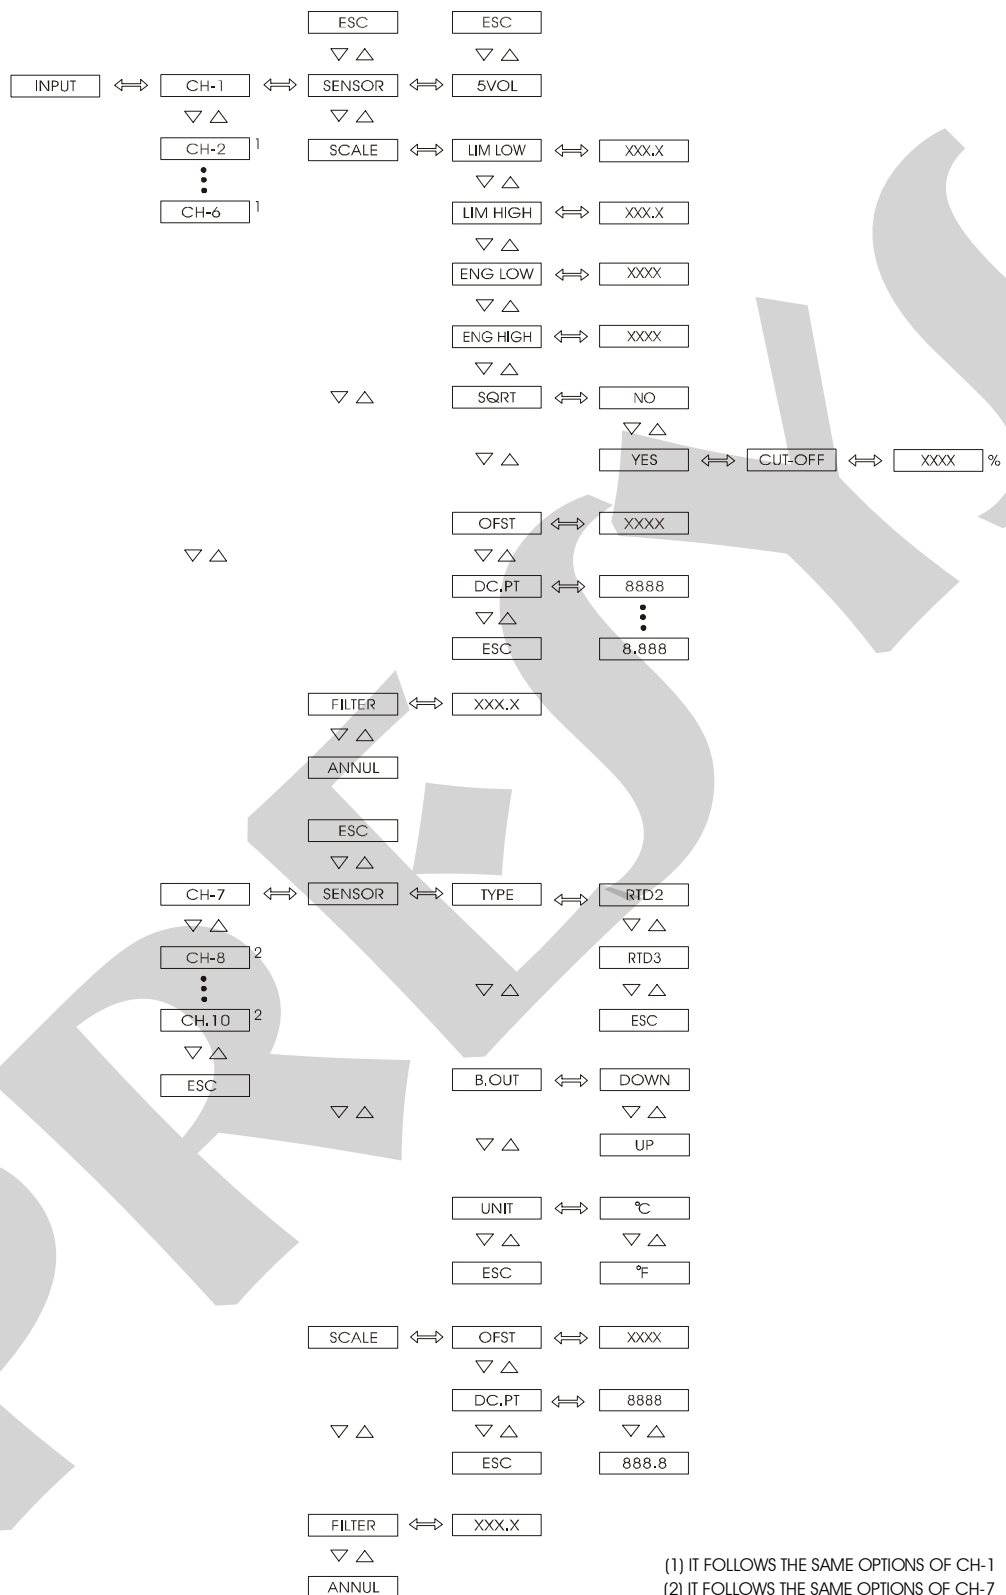 ESC ESC
INPUT CH-1 SENSOR 5VOL
CH-2 1 SCALE LIM LOW XXX.X
CH-6 1 LIM HIGH XXX.X
ENG LOW XXXX
ENG HIGH XXXX
SQRT NO
YES CUT-OFF XXXX %
OFST XXXX
DC.PT 8888
ESC 8.888
FILTER XXX.X
ANNUL
ESC
CH-7 SENSOR TYPE RTD2
CH-8 2 RTD3
CH.10 2 ESC
ESC B.OUT DOWN
UP
UNIT °C
ESC °F
SCALE OFST XXXX
DC.PT 8888
ESC 888.8
FILTER XXX.X
ANNUL
(1) IT FOLLOWS THE SAME OPTIONS OF CH-1
(2) IT FOLLOWS THE SAME OPTIONS OF CH-7
PRESYS